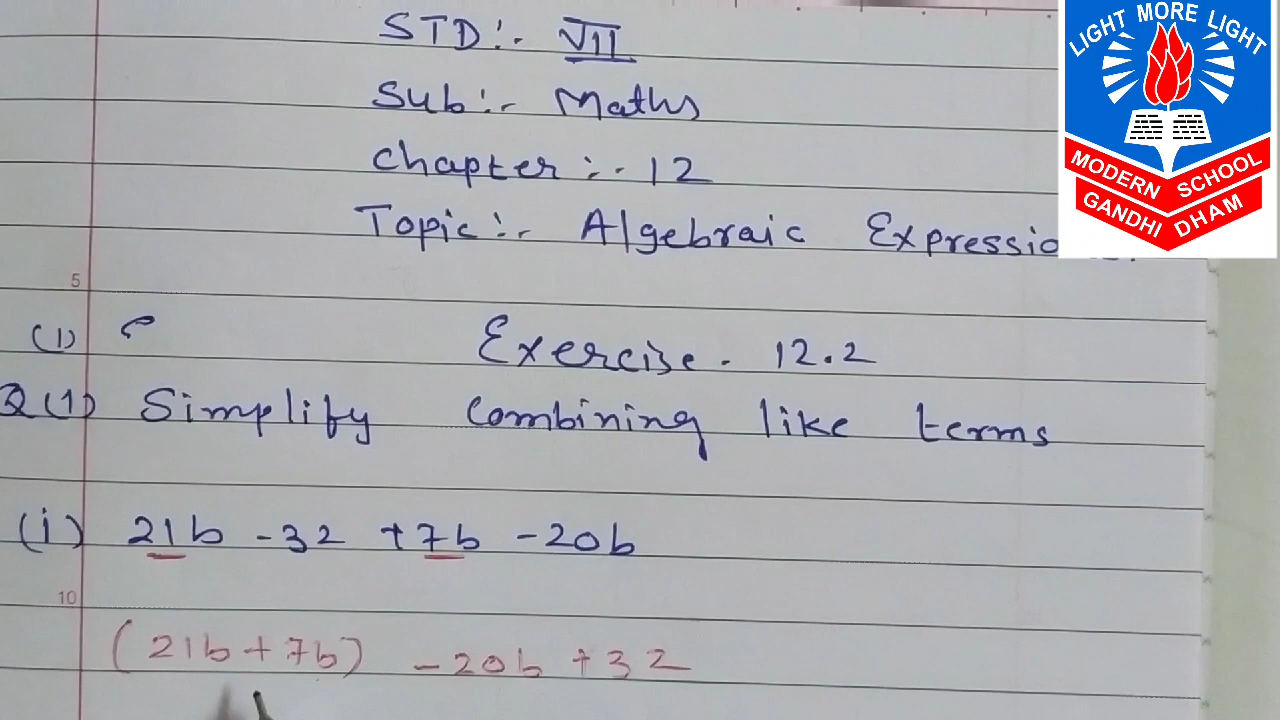 STD:- VII
Sub:- Maths
Chapter:- 12
Topic:- Algebraic Expressio
LIGHT MORE LIGHT
MODERN SCHOOL
GANDHI DHAM
5
(1)
Exercise. 12.2
Q(1) Simplify combining like terms
(i) 21b -32 +7b -20b
10
(21b+7b) -20b +32